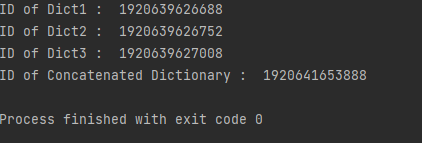 ID of Dict1 :  1920639626688
ID of Dict2 :  1920639626752
ID of Dict3 :  1920639627008
ID of Concatenated Dictionary :  1920641653888
Process finished with exit code 0